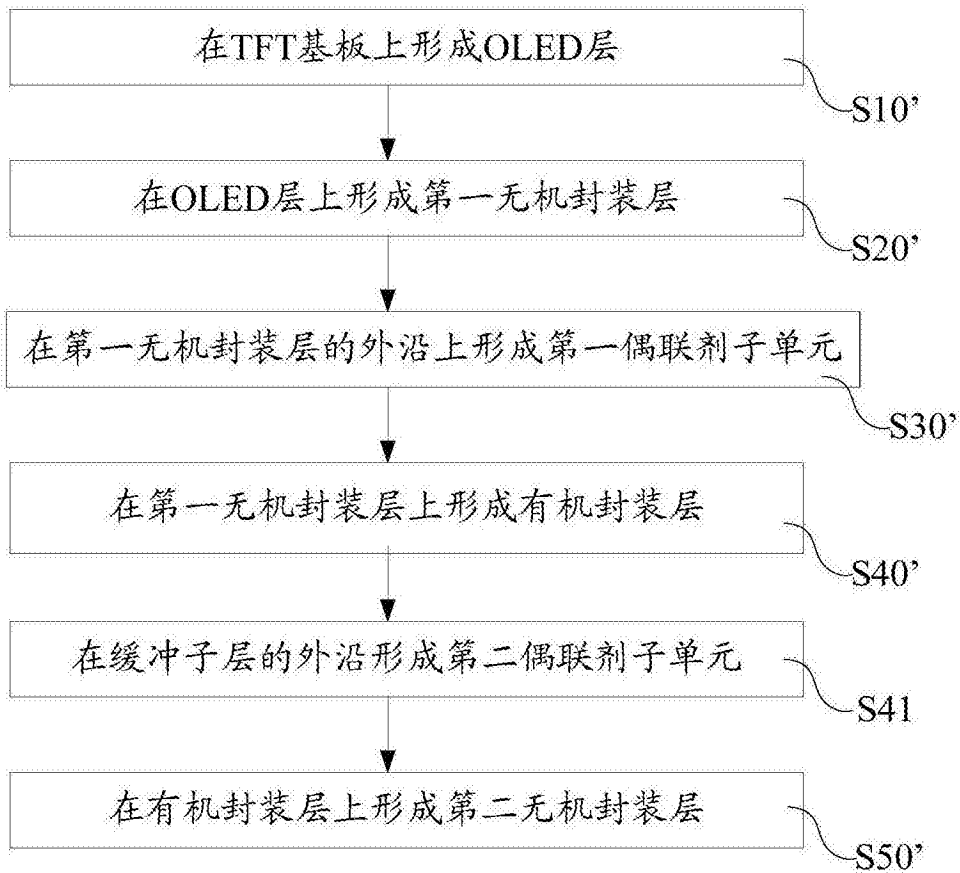 在TFT基板上形成OLED层
S10’
在OLED层上形成第一无机封装层
S20’
在第一无机封装层的外沿上形成第一偶联剂子单元
S30’
在第一无机封装层上形成有机封装层
S40’
在缓冲子层的外沿形成第二偶联剂子单元
S41
在有机封装层上形成第二无机封装层
S50’